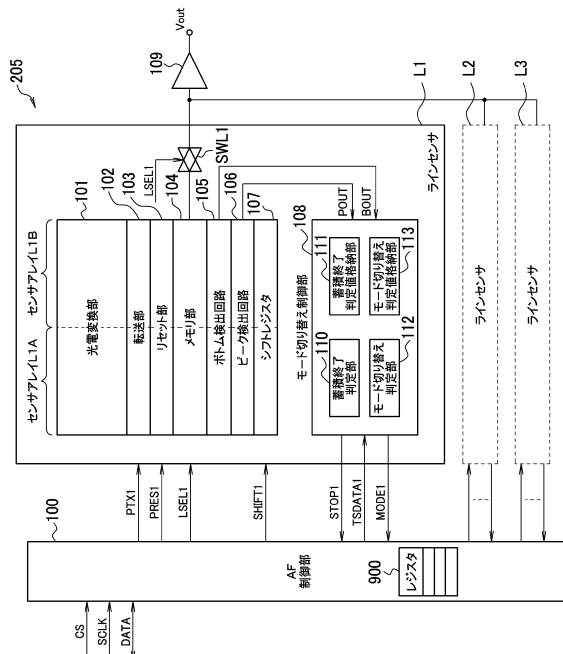 205
CS
SCLK
DATA
100
AF
制御部
900
レジスタ
PTX1
PRES1
LSEL1
SHIFT1
STOP1
TSDATA1
MODE1
センサアレイL1A
センサアレイL1B
光電変換部
転送部
リセット部
メモリ部
ボトム検出回路
ピーク検出回路
シフトレジスタ
101
102
103
104
105
106
107
LSEL1
SWL1
109
Vout
モード切り替え制御部
108
110
蓄積終了
判定部
111
蓄積終了
判定値格納部
モード切り替え
判定部
112
モード切り替え
判定値格納部
113
POUT
BOUT
ラインセンサ
L1
ラインセンサ
L2
ラインセンサ
L3